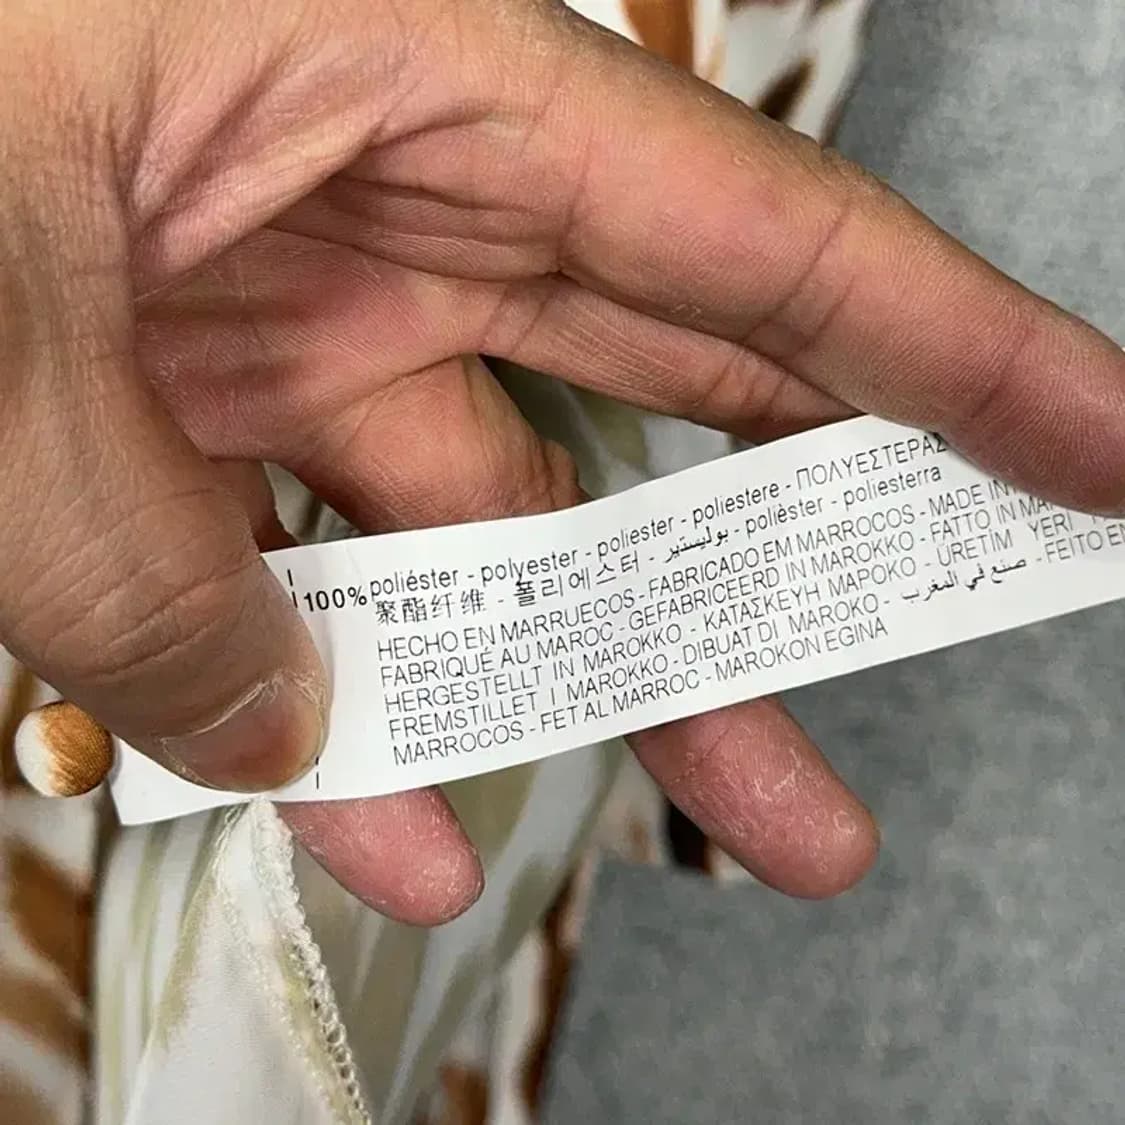 100% poliéster - polyester - poliester - poliestere - ΠΟΛΥΕΣΤΕΡΑΣ
聚酯纤维 - 폴리에스터 - بوليستير - polièster - poliesterra
HECHO EN MARRUECOS - FABRICADO EM MARROCOS - MADE IN
FABRIQUÉ AU MAROC - GEFABRICEERD IN MAROKKO - FATTO IN
HERGESTELLT IN MAROKKO - ΚΑΤΑΣΚΕΥΗ ΜΑΡΟΚΟ - ÜRETİM YERİ
FREMSTILLET I MAROKKO - DIBUAT DI MAROKO - صنع في المغرب - FEITO EN
MARROCOS - FET AL MARROC - MAROKON EGINA